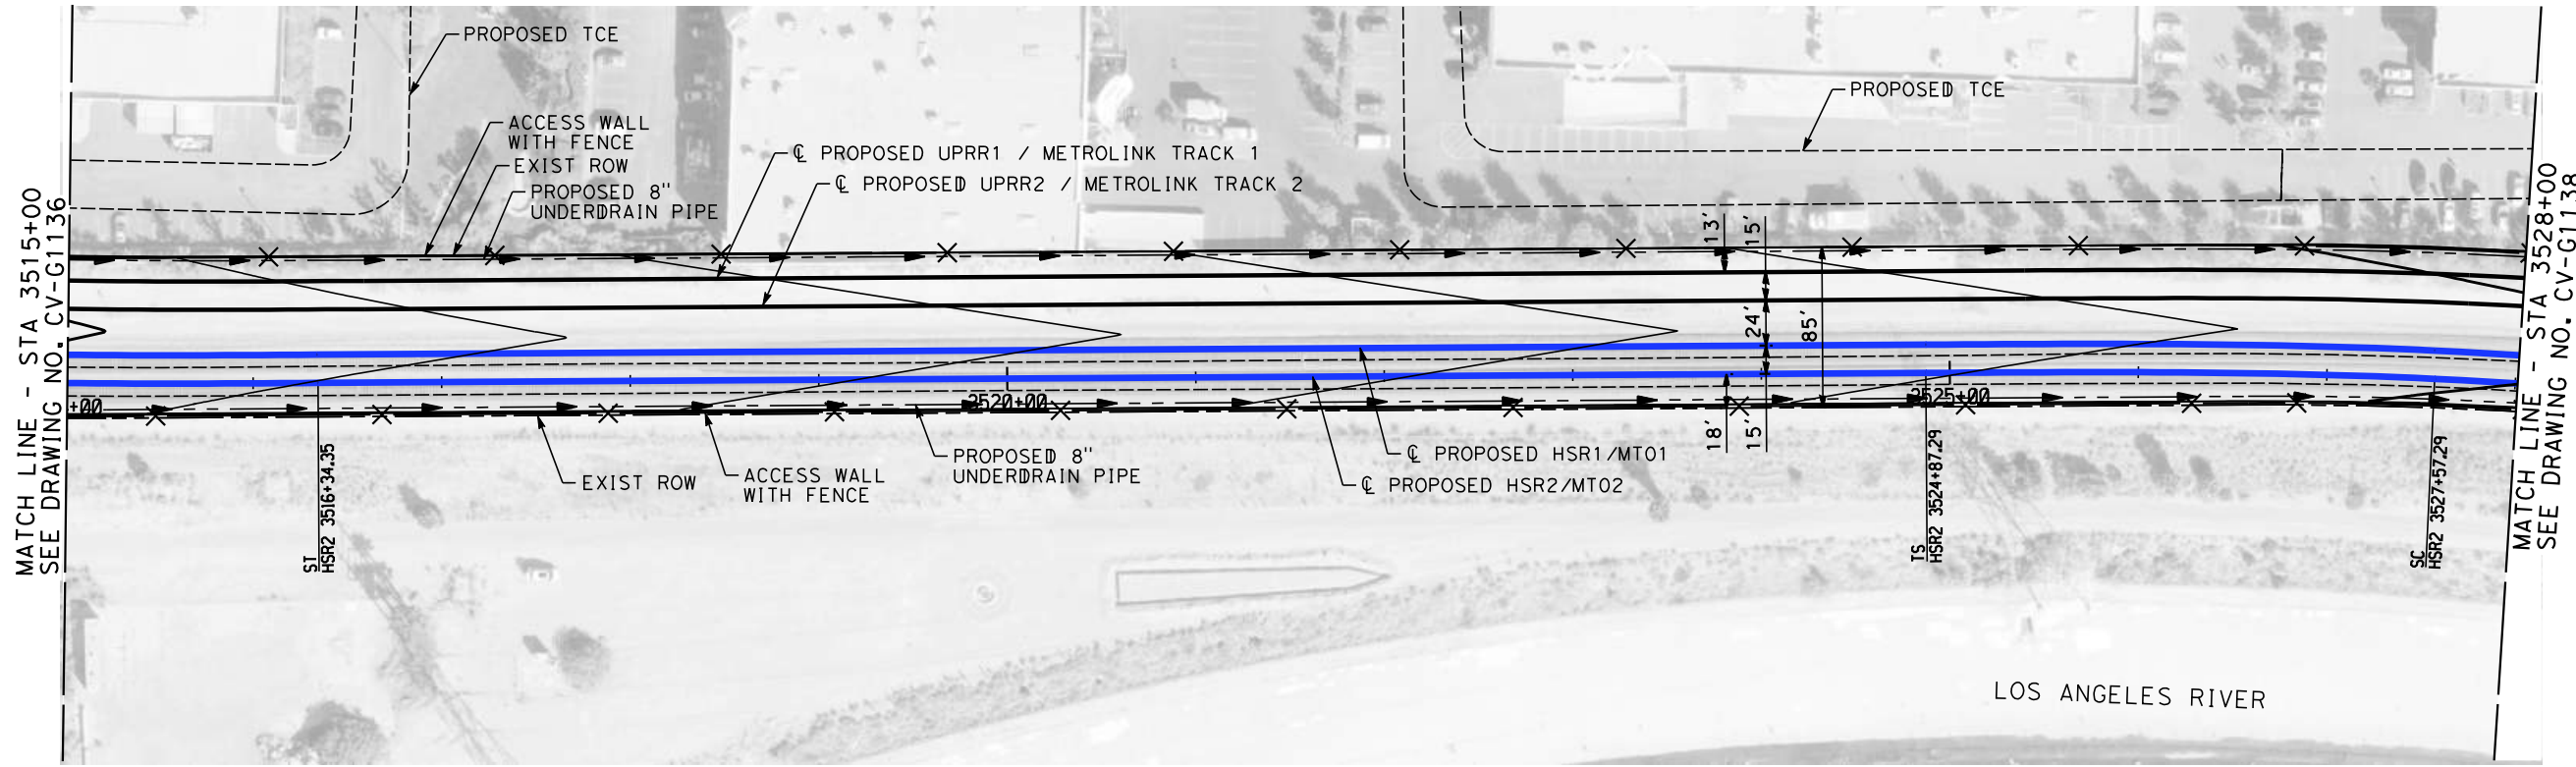 PROPOSED TCE
PROPOSED TCE
ACCESS WALL
WITH FENCE
EXIST ROW
PROPOSED 8"
UNDERDRAIN PIPE
℄ PROPOSED UPRR1 / METROLINK TRACK 1
℄ PROPOSED UPRR2 / METROLINK TRACK 2
MATCH LINE - STA 3515+00
SEE DRAWING NO. CV-G1136
13'
15'
24'
85'
18'
15'
+00
3520+00
3525+00
ST
HSR2 3516+34.35
EXIST ROW
ACCESS WALL
WITH FENCE
PROPOSED 8"
UNDERDRAIN PIPE
℄ PROPOSED HSR1/MT01
℄ PROPOSED HSR2/MT02
TS
HSR2 3524+87.29
SC
HSR2 3527+57.29
MATCH LINE - STA 3528+00
SEE DRAWING NO. CV-G1138
LOS ANGELES RIVER